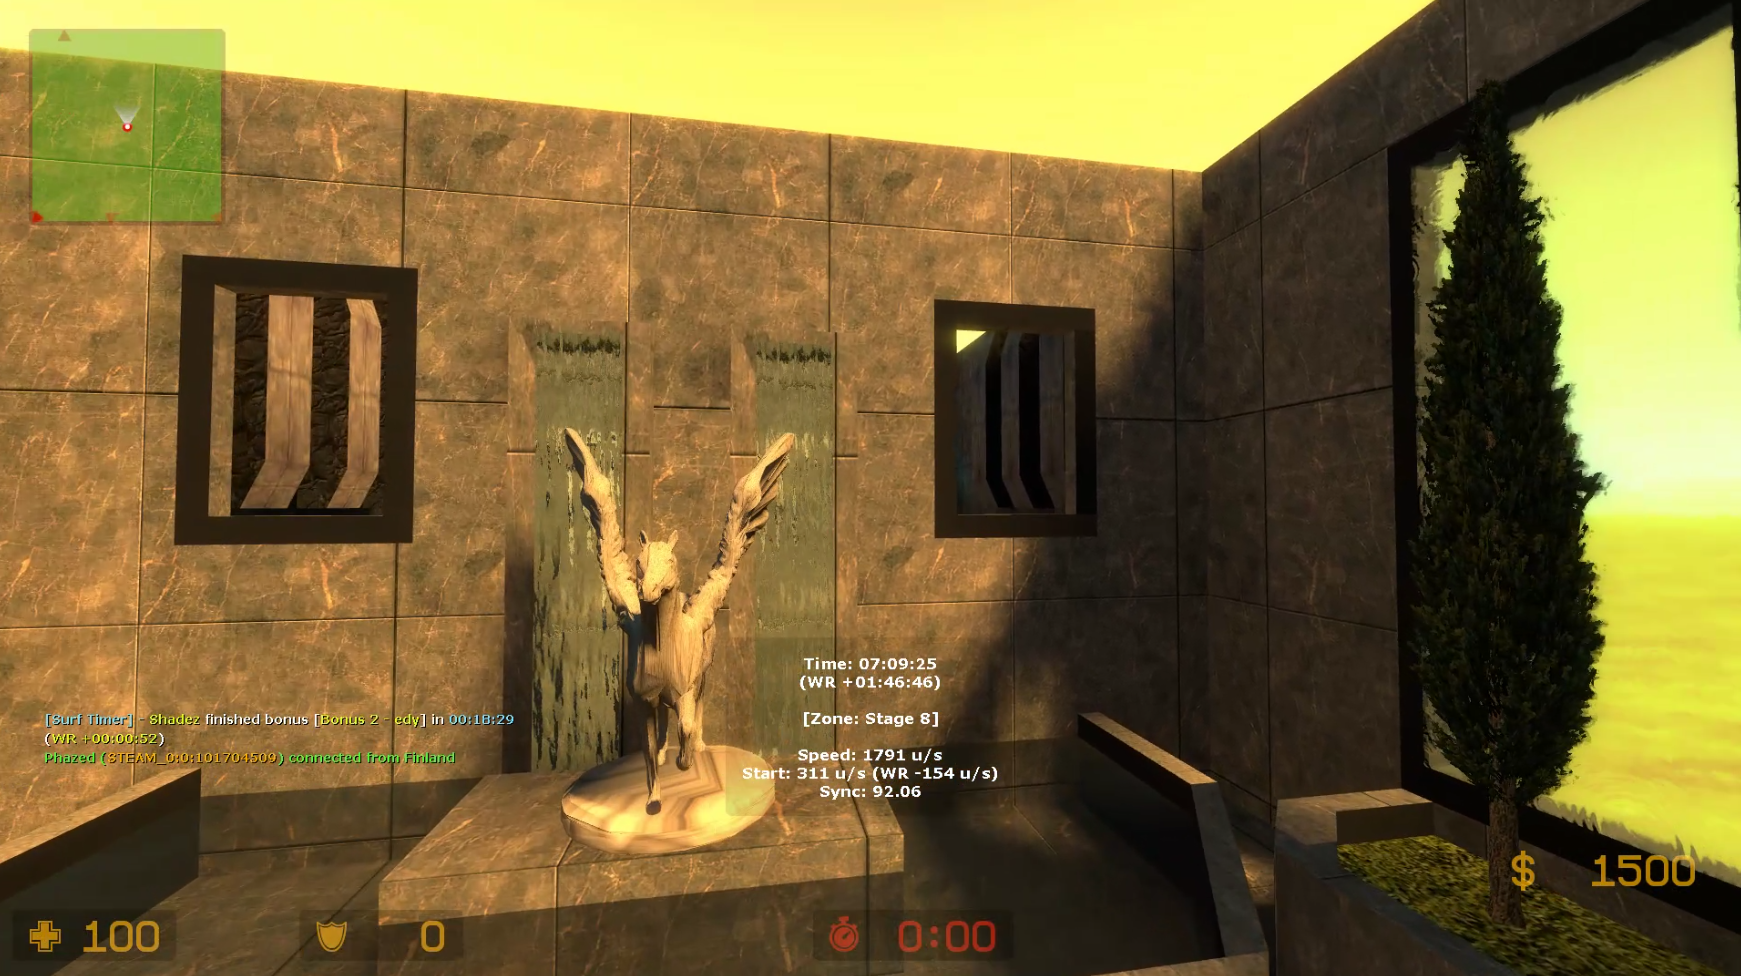 Time: 07:09:25
(WR +01:46:46)
[Zone: Stage 8]
Speed: 1791 u/s
Start: 311 u/s (WR -154 u/s)
Sync: 92.06
[Surf Timer] - Shadez finished bonus [Bonus 2 - edy] in 00:18:29
(WR +00:00:52)
Phazed (STEAM_0:0:101704509) connected from Finland
$ 1500
100
0
0:00